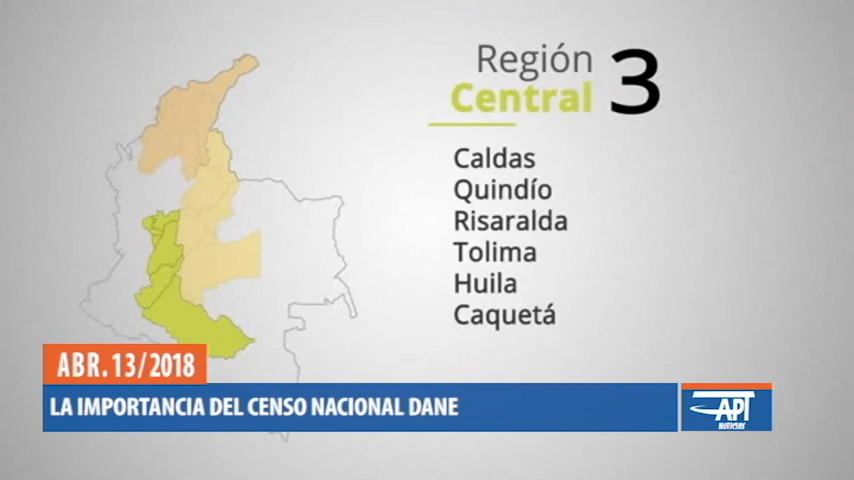 Región
Central
3
Caldas
Quindío
Risaralda
Tolima
Huila
Caquetá
ABR. 13/2018
LA IMPORTANCIA DEL CENSO NACIONAL DANE
APT
NOTICIAS